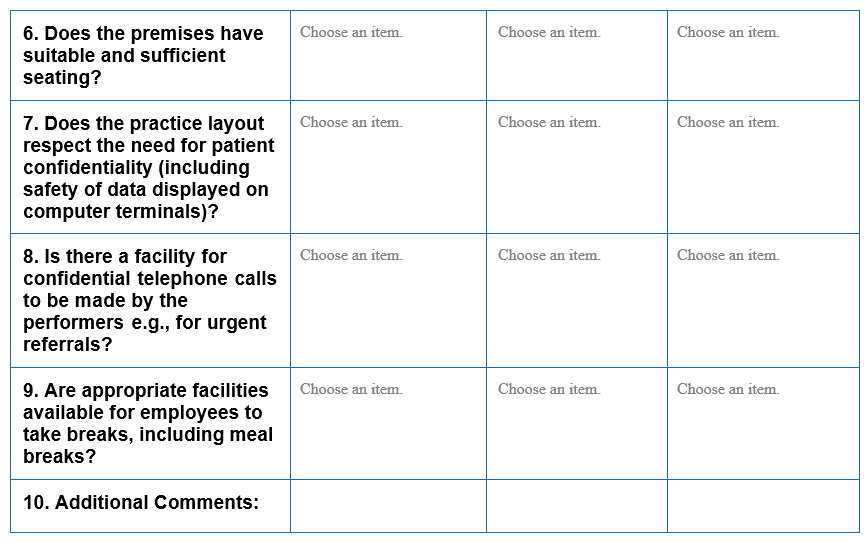 6. Does the premises have
suitable and sufficient
seating?
Choose an item.
Choose an item.
Choose an item.
7. Does the practice layout
respect the need for patient
confidentiality (including
safety of data displayed on
computer terminals)?
Choose an item.
Choose an item.
Choose an item.
8. Is there a facility for
confidential telephone calls
to be made by the
performers e.g., for urgent
referrals?
Choose an item.
Choose an item.
Choose an item.
9. Are appropriate facilities
available for employees to
take breaks, including meal
breaks?
Choose an item.
Choose an item.
Choose an item.
10. Additional Comments: